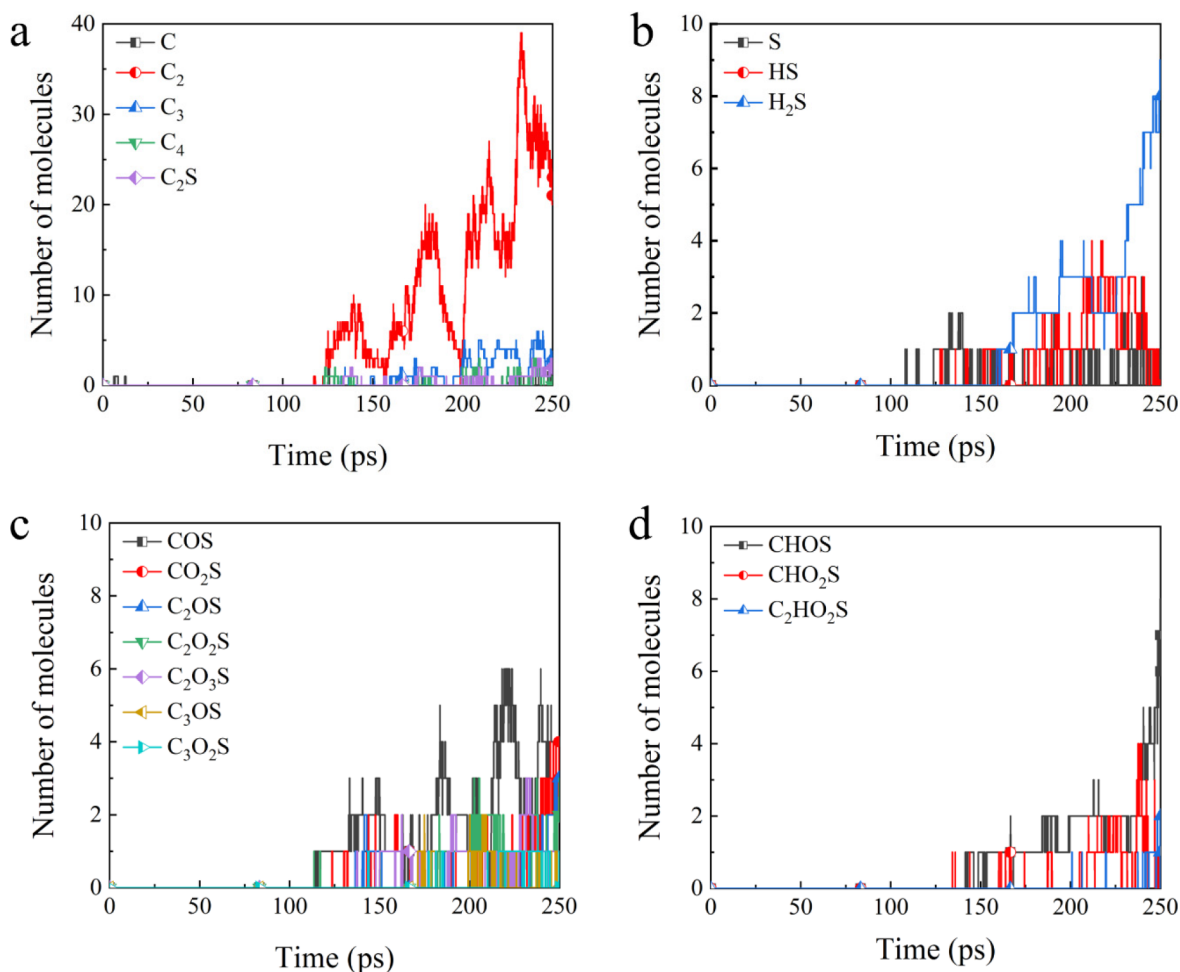 a
40
30
20
10
0
Number of molecules
C
C₂
C₃
C₄
C₂S
0 50 100 150 200 250
Time (ps)
b
10
8
6
4
2
0
Number of molecules
S
HS
H₂S
0 50 100 150 200 250
Time (ps)
c
10
8
6
4
2
0
Number of molecules
COS
CO₂S
C₂OS
C₂O₂S
C₂O₃S
C₃OS
C₃O₂S
0 50 100 150 200 250
Time (ps)
d
10
8
6
4
2
0
Number of molecules
CHOS
CHO₂S
C₂HO₂S
0 50 100 150 200 250
Time (ps)